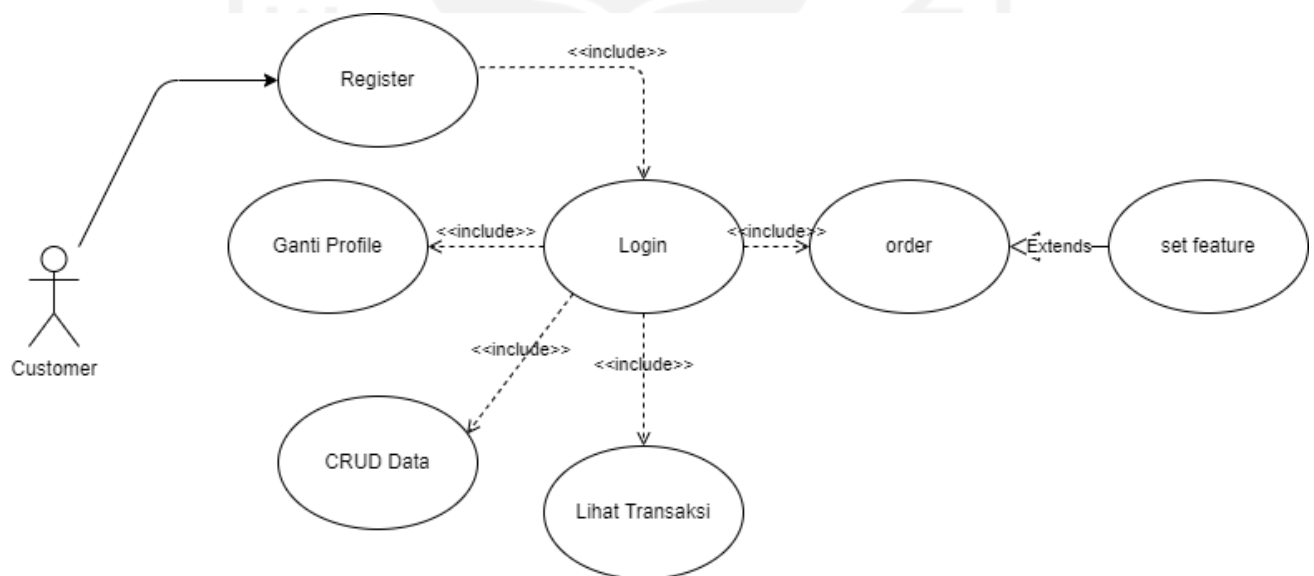 <<include>>
Register
Ganti Profile
<<include>>
Login
<<include>>
order
Extends
set feature
Customer
<<include>>
<<include>>
CRUD Data
Lihat Transaksi